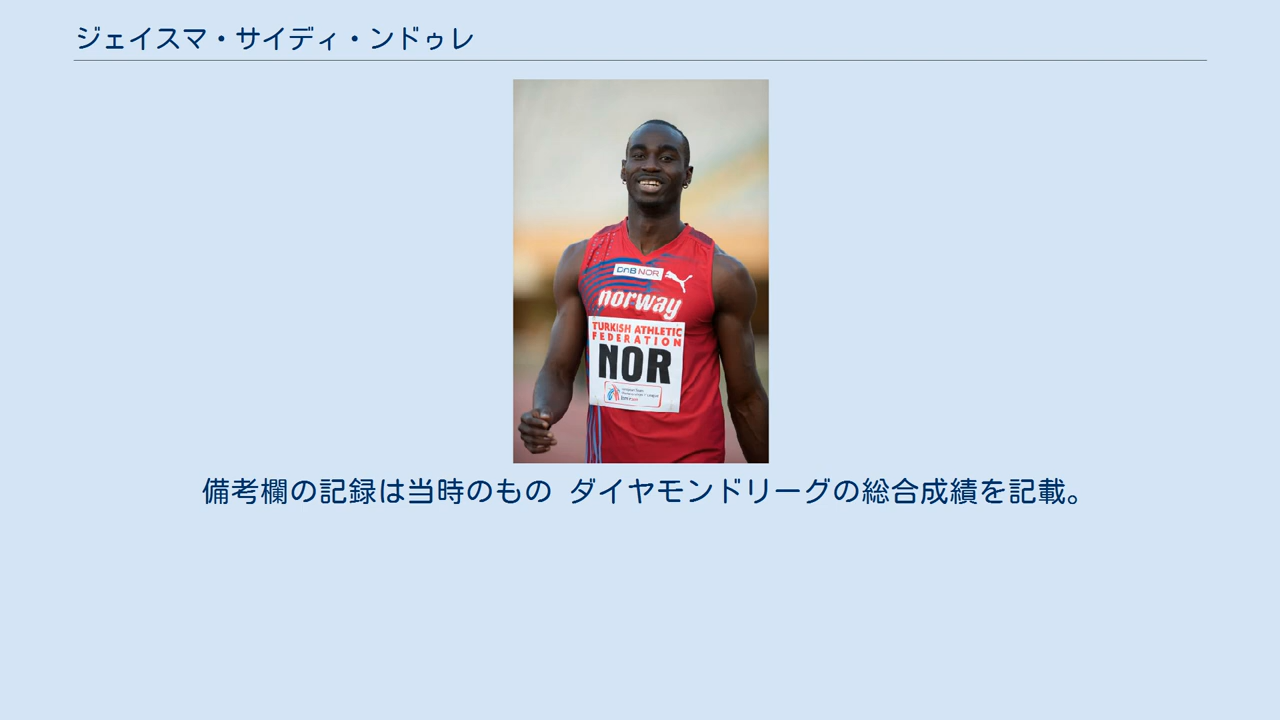 ジェイスマ・サイディ・ンドゥレ
DnB NOR
norway
TURKISH ATHLETIC
FEDERATION
NOR
備考欄の記録は当時のもの ダイヤモンドリーグの総合成績を記載。